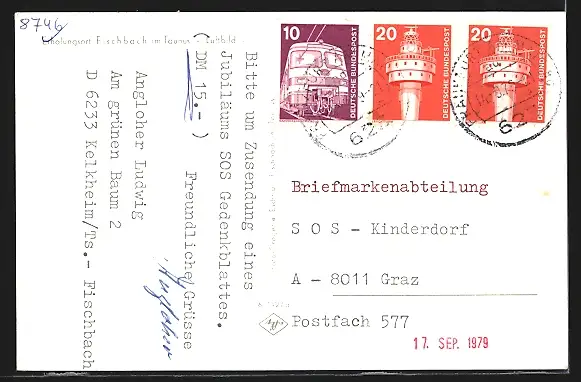 8746
Erholungsort Fischbach im Taunus - Luftbild -
Bitte um Zusendung eines
Jubiläums SOS Gedenkblattes.
( DM 15.- )
Freundliche Grüsse
Angloher
Angloher Ludwig
Am grünen Baum 2
D 6233 Kelkheim/Ts.- Fischbach
10
DEUTSCHE BUNDESPOST
20
DEUTSCHE BUNDESPOST
20
DEUTSCHE BUNDESPOST
Briefmarkenabteilung
S O S - Kinderdorf
A - 8011 Graz
Postfach 577
17. SEP. 1979